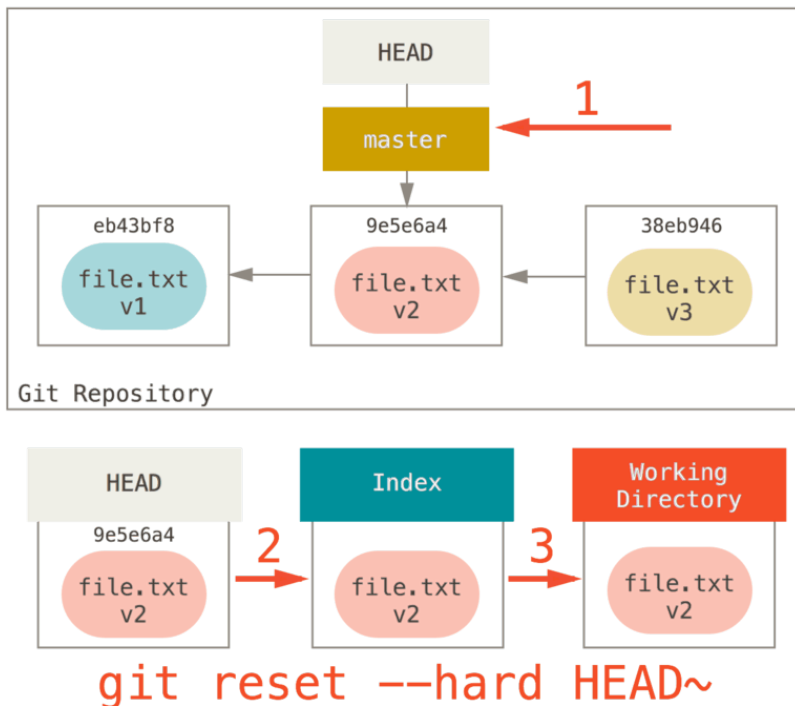 HEAD
1
master
eb43bf8
9e5e6a4
38eb946
file.txt
v1
file.txt
v2
file.txt
v3
Git Repository
HEAD
Index
Working
Directory
9e5e6a4
2
3
file.txt
v2
file.txt
v2
file.txt
v2
git reset --hard HEAD~